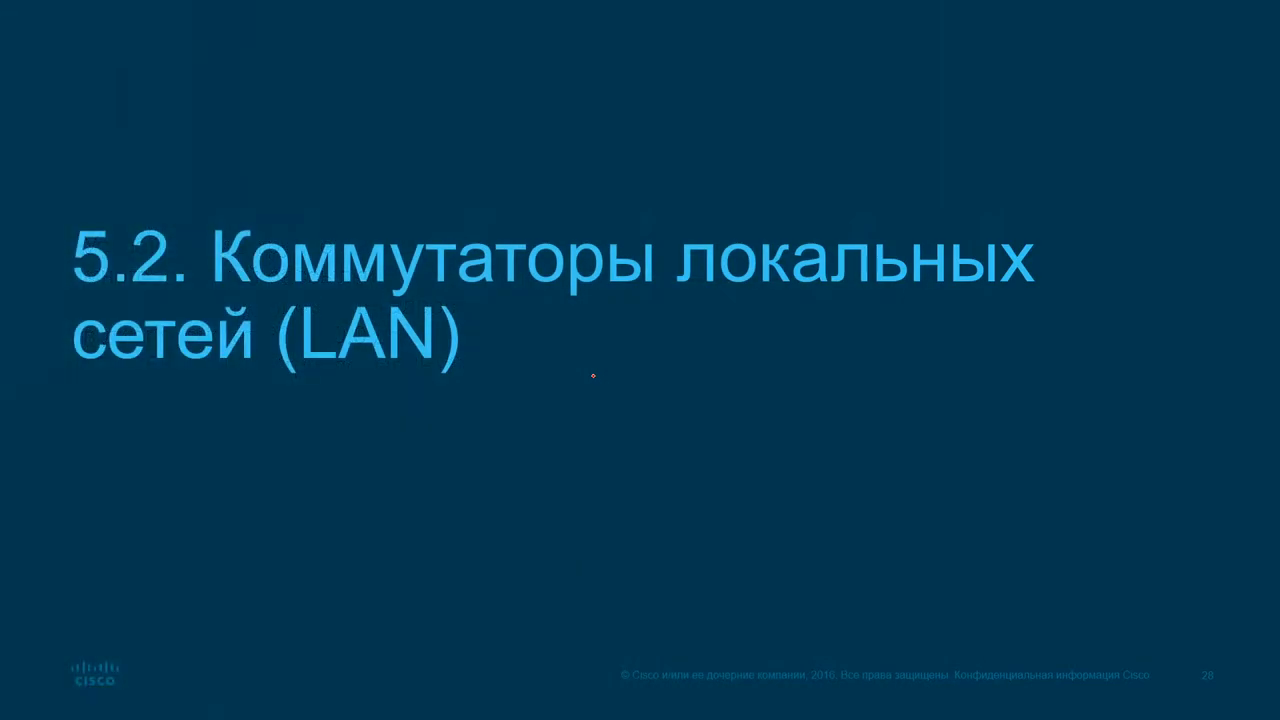 5.2. Коммутаторы локальных
сетей (LAN)
cisco
© Cisco и/или ее дочерние компании, 2016. Все права защищены. Конфиденциальная информация Cisco
28